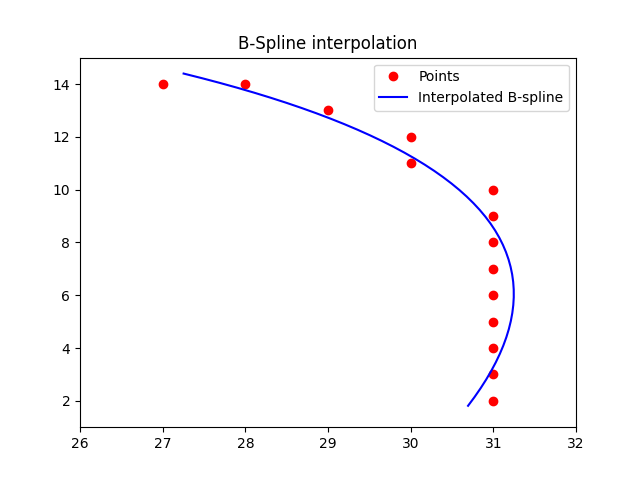 B-Spline interpolation
Points
Interpolated B-spline
14
12
10
8
6
4
2
26 27 28 29 30 31 32